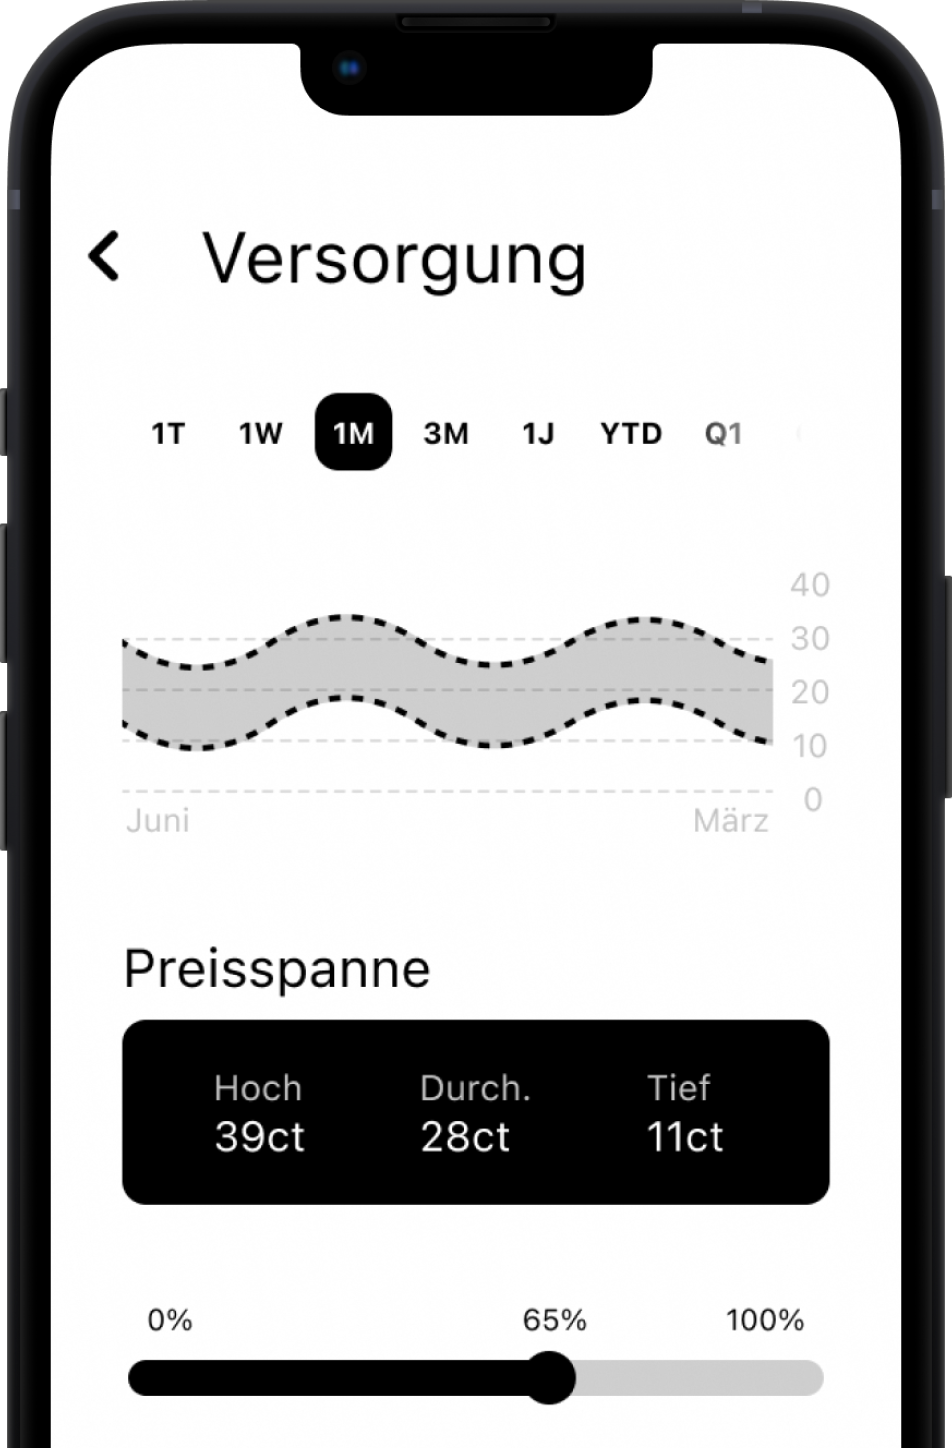 Versorgung
1T 1W 1M 3M 1J YTD Q1
40
30
20
10
0
Juni März
Preisspanne
Hoch Durch. Tief
39ct 28ct 11ct
0% 65% 100%